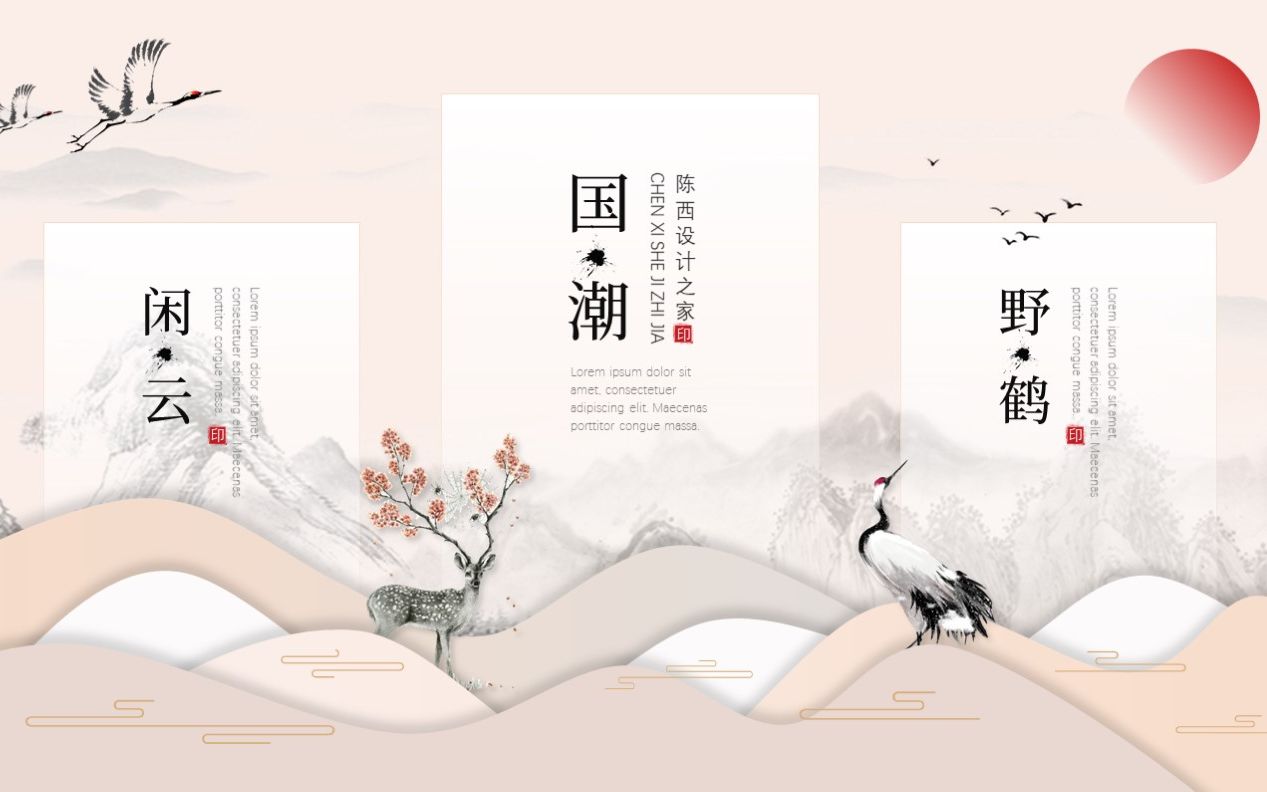 闲云
Lorem ipsum dolor sit amet,
consectetuer adipiscing elit. Maecenas
porttitor congue massa.
印
国潮
陈西设计之家
CHEN XI SHE JI ZHI JIA
印
Lorem ipsum dolor sit
amet, consectetuer
adipiscing elit. Maecenas
porttitor congue massa.
野鹤
Lorem ipsum dolor sit amet,
consectetuer adipiscing elit. Maecenas
porttitor congue massa.
印